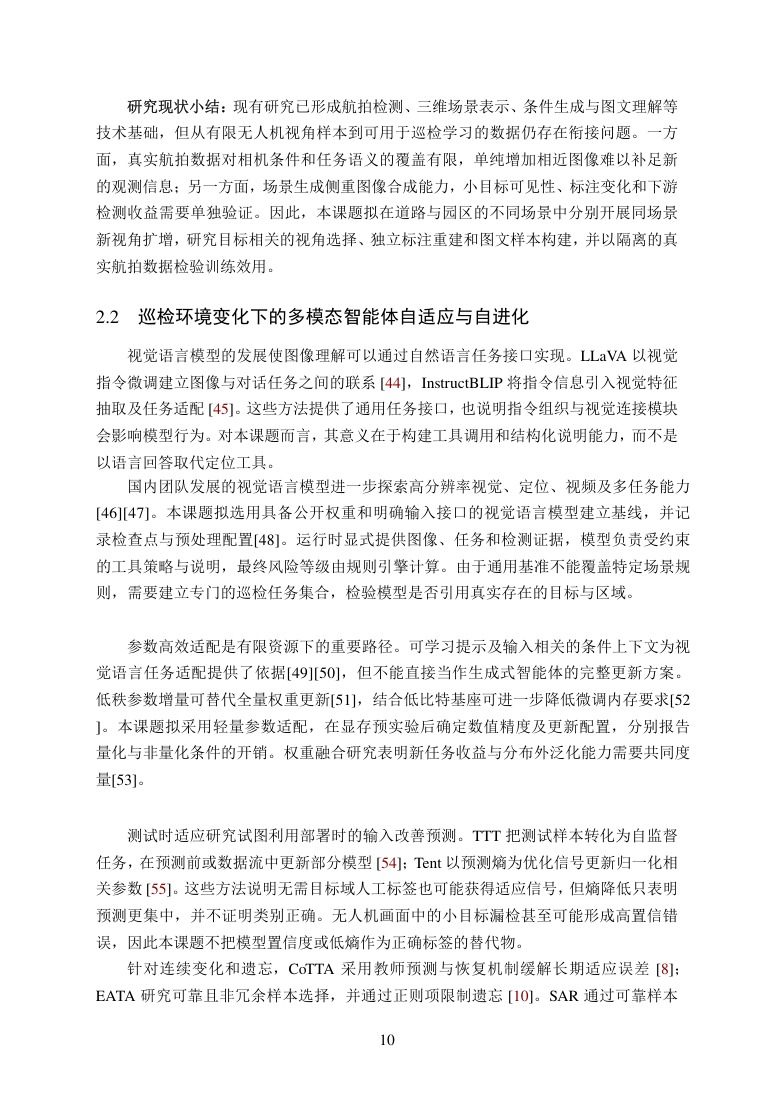 研究现状小结：现有研究已形成航拍检测、三维场景表示、条件生成与图文理解等
技术基础，但从有限无人机视角样本到可用于巡检学习的数据仍存在衔接问题。一方
面，真实航拍数据对相机条件和任务语义的覆盖有限，单纯增加相近图像难以补足新
的观测信息；另一方面，场景生成侧重图像合成能力，小目标可见性、标注变化和下游
检测收益需要单独验证。因此，本课题拟在道路与园区的不同场景中分别开展同场景
新视角扩增，研究目标相关的视角选择、独立标注重建和图文样本构建，并以隔离的真
实航拍数据检验训练效用。
2.2 巡检环境变化下的多模态智能体自适应与自进化
视觉语言模型的发展使图像理解可以通过自然语言任务接口实现。LLaVA 以视觉
指令微调建立图像与对话任务之间的联系 [44]，InstructBLIP 将指令信息引入视觉特征
抽取及任务适配 [45]。这些方法提供了通用任务接口，也说明指令组织与视觉连接模块
会影响模型行为。对本课题而言，其意义在于构建工具调用和结构化说明能力，而不是
以语言回答取代定位工具。
国内团队发展的视觉语言模型进一步探索高分辨率视觉、定位、视频及多任务能力
[46][47]。本课题拟选用具备公开权重和明确输入接口的视觉语言模型建立基线，并记
录检查点与预处理配置[48]。运行时显式提供图像、任务和检测证据，模型负责受约束
的工具策略与说明，最终风险等级由规则引擎计算。由于通用基准不能覆盖特定场景规
则，需要建立专门的巡检任务集合，检验模型是否引用真实存在的目标与区域。
参数高效适配是有限资源下的重要路径。可学习提示及输入相关的条件上下文为视
觉语言任务适配提供了依据[49][50]，但不能直接当作生成式智能体的完整更新方案。
低秩参数增量可替代全量权重更新[51]，结合低比特基座可进一步降低微调内存要求[52
]。本课题拟采用轻量参数适配，在显存预实验后确定数值精度及更新配置，分别报告
量化与非量化条件的开销。权重融合研究表明新任务收益与分布外泛化能力需要共同度
量[53]。
测试时适应研究试图利用部署时的输入改善预测。TTT 把测试样本转化为自监督
任务，在预测前或数据流中更新部分模型 [54]；Tent 以预测熵为优化信号更新归一化相
关参数 [55]。这些方法说明无需目标域人工标签也可能获得适应信号，但熵降低只表明
预测更集中，并不证明类别正确。无人机画面中的小目标漏检甚至可能形成高置信错
误，因此本课题不把模型置信度或低熵作为正确标签的替代物。
针对连续变化和遗忘，CoTTA 采用教师预测与恢复机制缓解长期适应误差 [8]；
EATA 研究可靠且非冗余样本选择，并通过正则项限制遗忘 [10]。SAR 通过可靠样本
10